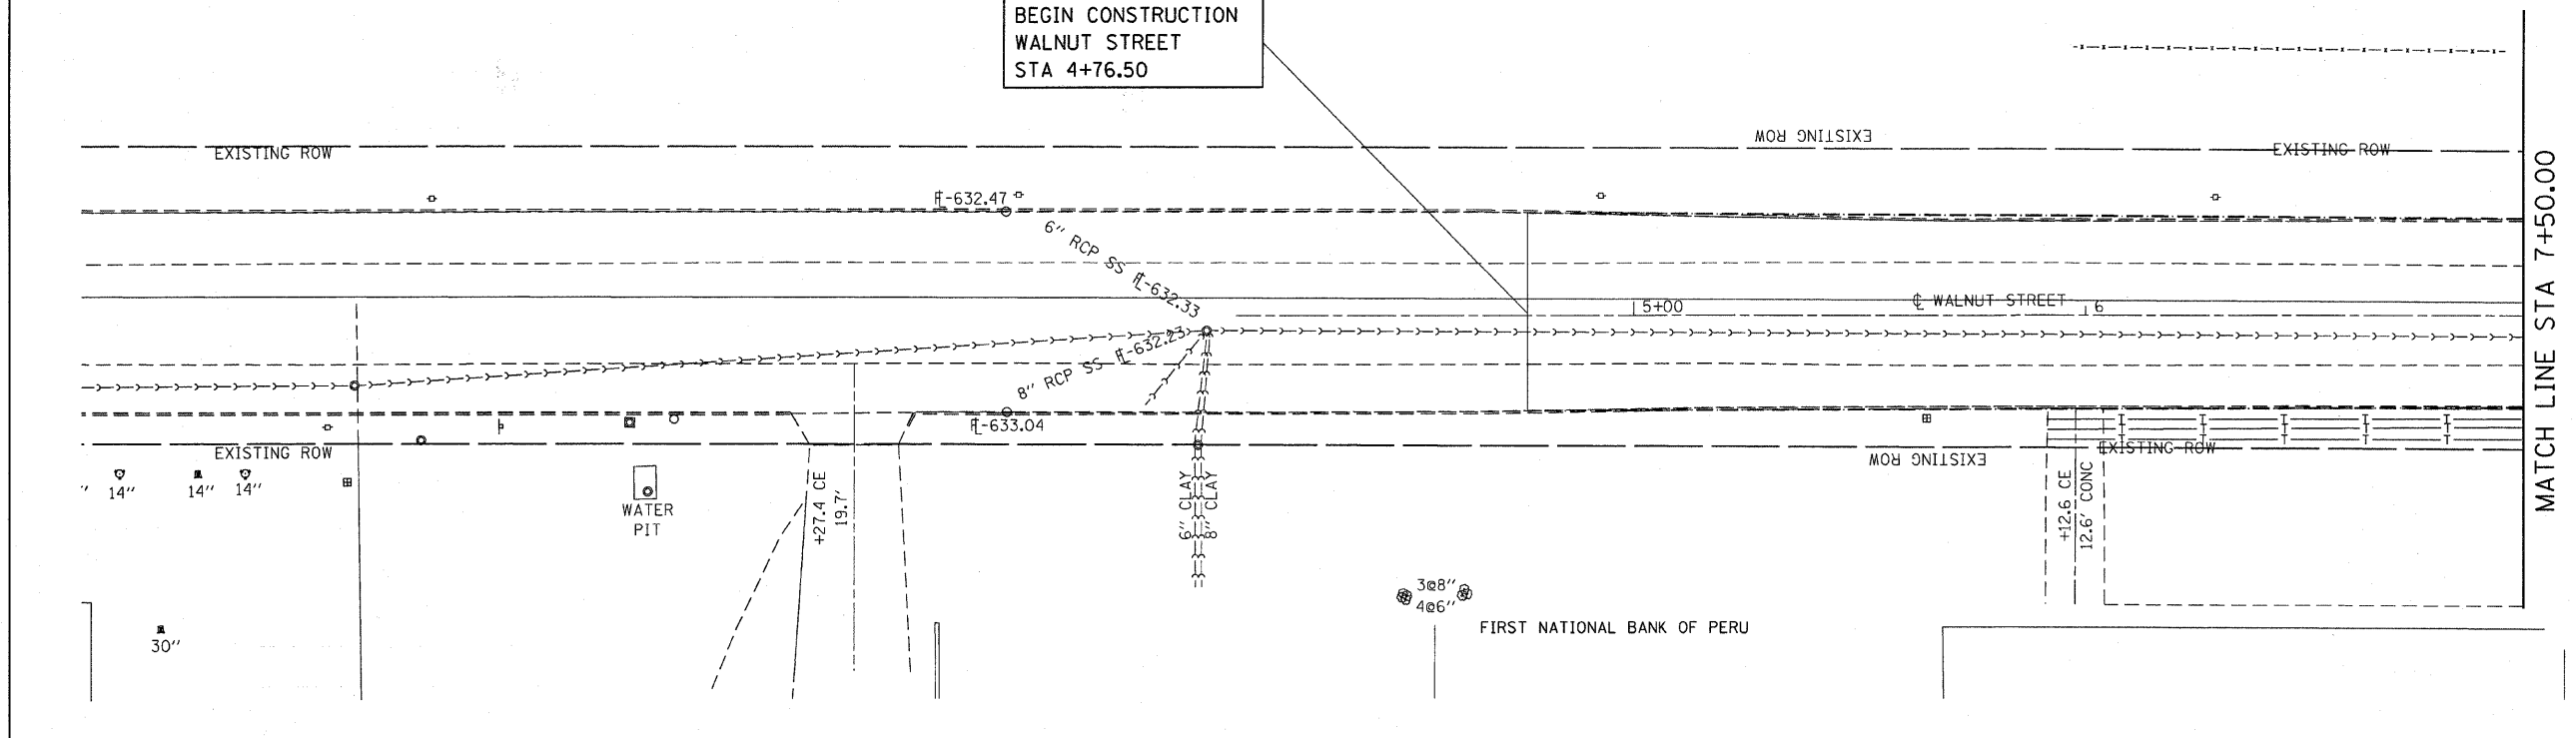 BEGIN CONSTRUCTION
WALNUT STREET
STA 4+76.50
EXISTING ROW
EXISTING ROW
EXISTING ROW
℄-632.47
6" RCP SS ℄-632.33
5+00
℄ WALNUT STREET
6
8" RCP SS ℄-632.23
℄-633.04
EXISTING ROW
EXISTING ROW
EXISTING ROW
14"
14"
14"
WATER
PIT
+27.4 CE
19.7'
6" CLAY
8" CLAY
+12.6 CE
12.6' CONC
3@8"
4@6"
30"
FIRST NATIONAL BANK OF PERU
MATCH LINE STA 7+50.00